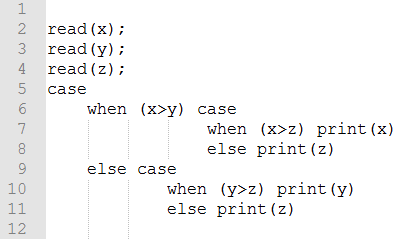 1
2 read(x);
3 read(y);
4 read(z);
5 case
6     when (x>y) case
7                 when (x>z) print(x)
8                 else print(z)
9     else case
10             when (y>z) print(y)
11             else print(z)
12